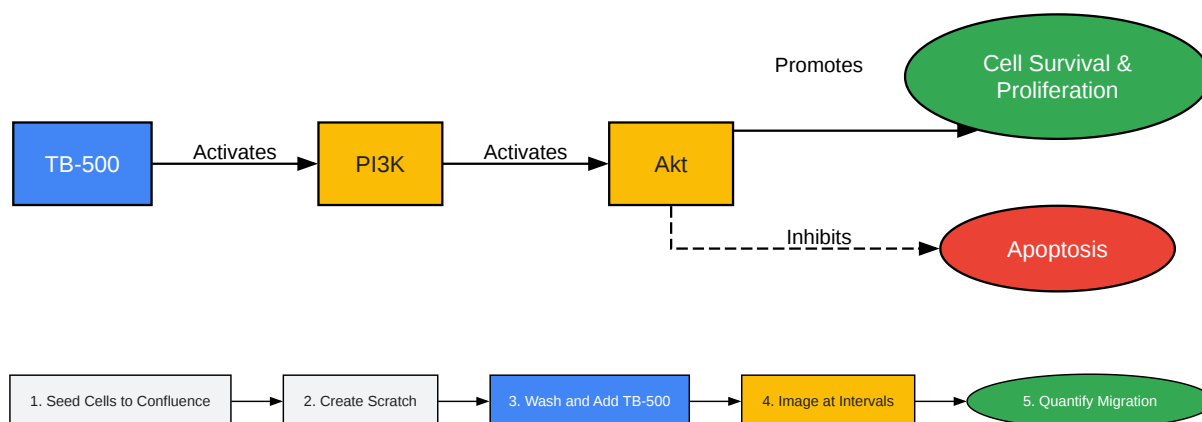 Promotes
Cell Survival &
Proliferation
TB-500
Activates
PI3K
Activates
Akt
Inhibits
Apoptosis
1. Seed Cells to Confluence
2. Create Scratch
3. Wash and Add TB-500
4. Image at Intervals
5. Quantify Migration